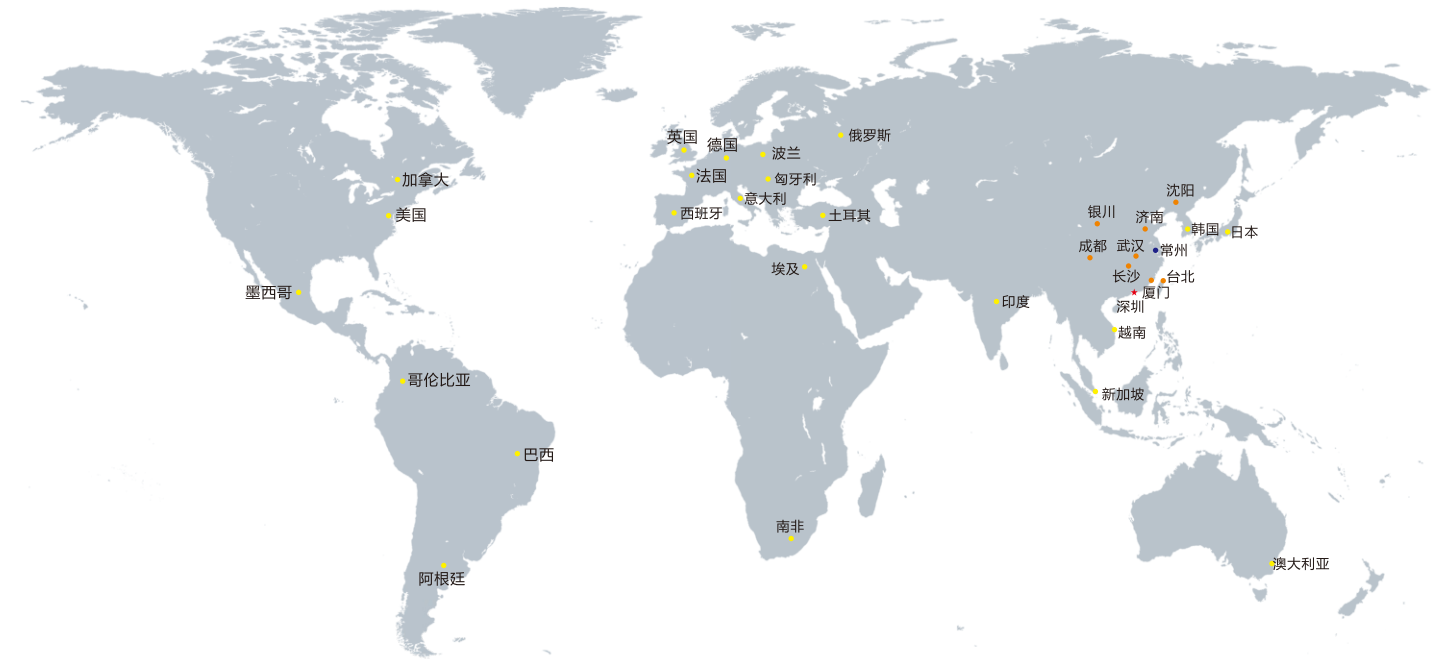 英国
德国
俄罗斯
波兰
加拿大
法国
匈牙利
沈阳
意大利
美国
西班牙
土耳其
银川
济南
韩国
日本
成都
武汉
常州
埃及
长沙
台北
墨西哥
厦门
印度
深圳
越南
哥伦比亚
新加坡
巴西
南非
澳大利亚
阿根廷